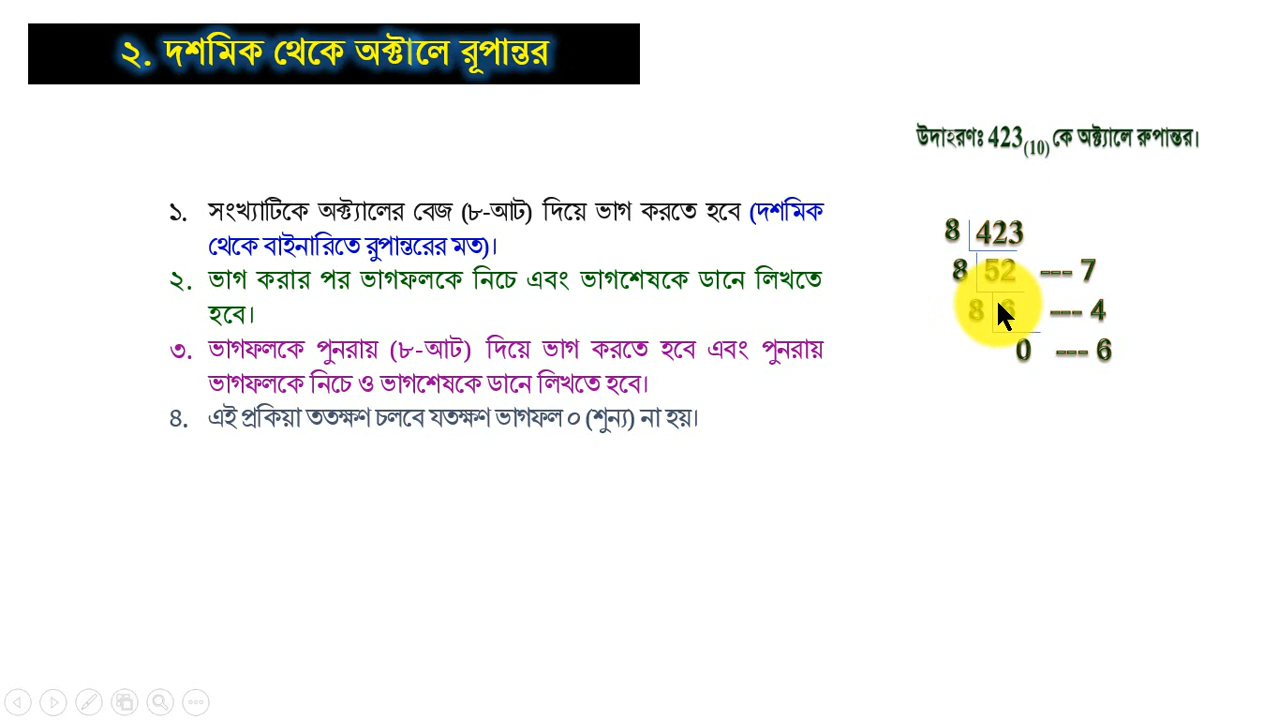 ২. দশমিক থেকে অক্টালে রূপান্তর
উদাহরণঃ 423(10) কে অক্ট্যালে রুপান্তর।
১. সংখ্যাটিকে অক্ট্যালের বেজ (৮-আট) দিয়ে ভাগ করতে হবে (দশমিক
থেকে বাইনারিতে রুপান্তরের মত)।
২. ভাগ করার পর ভাগফলকে নিচে এবং ভাগশেষকে ডানে লিখতে
হবে।
৩. ভাগফলকে পুনরায় (৮-আট) দিয়ে ভাগ করতে হবে এবং পুনরায়
ভাগফলকে নিচে ও ভাগশেষকে ডানে লিখতে হবে।
৪. এই প্রকিয়া ততক্ষণ চলবে যতক্ষণ ভাগফল ০ (শুন্য) না হয়।
8 423
8 52 --- 7
8 6 --- 4
0 --- 6